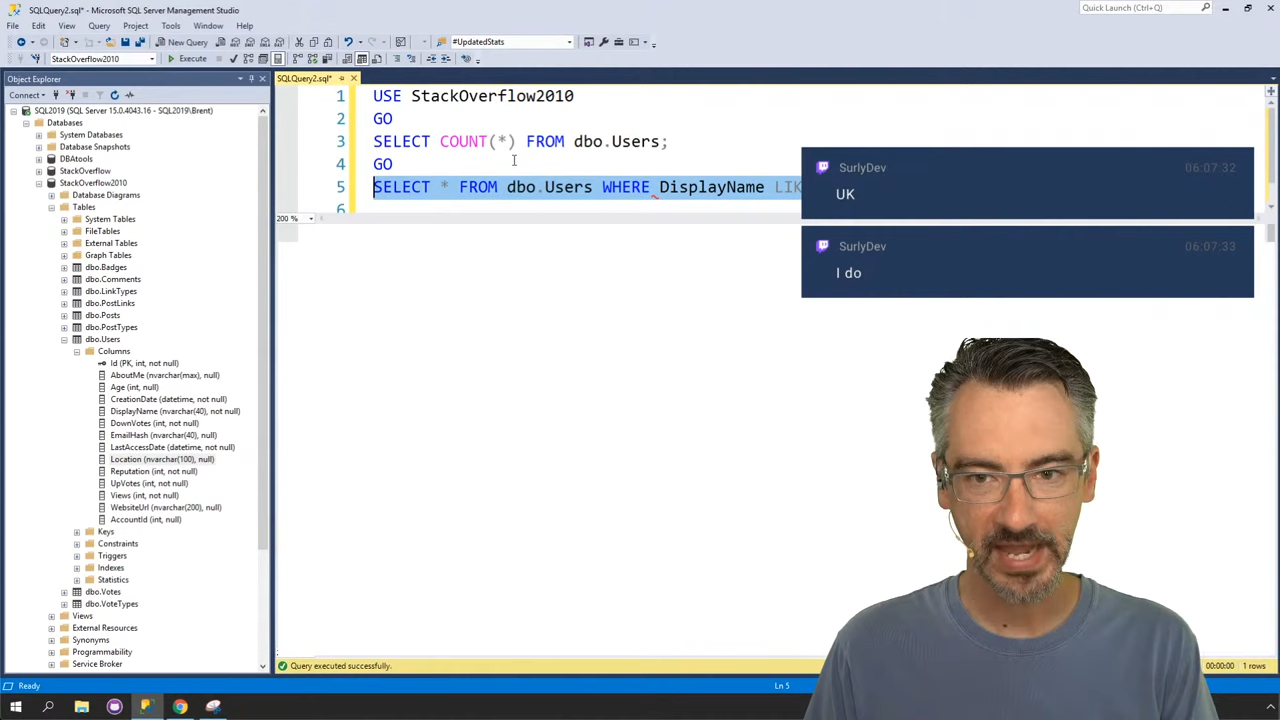 SQLQuery2.sql* - Microsoft SQL Server Management Studio
Quick Launch (Ctrl+Q)
File Edit View Query Project Tools Window Help
New Query
#UpdatedStats
StackOverflow2010
Execute
Object Explorer
SQLQuery2.sql*
Connect
SQL2019 (SQL Server 15.0.4043.16 - SQL2019\Brent)
Databases
System Databases
Database Snapshots
DBAtools
StackOverflow
StackOverflow2010
Database Diagrams
Tables
System Tables
FileTables
External Tables
Graph Tables
dbo.Badges
dbo.Comments
dbo.LinkTypes
dbo.PostLinks
dbo.Posts
dbo.PostTypes
dbo.Users
Columns
Id (PK, int, not null)
AboutMe (nvarchar(max), null)
Age (int, null)
CreationDate (datetime, not null)
DisplayName (nvarchar(40), not null)
DownVotes (int, not null)
EmailHash (nvarchar(40), null)
LastAccessDate (datetime, not null)
Location (nvarchar(100), null)
Reputation (int, not null)
UpVotes (int, not null)
Views (int, not null)
WebsiteUrl (nvarchar(200), null)
AccountId (int, null)
Keys
Constraints
Triggers
Indexes
Statistics
dbo.Votes
dbo.VoteTypes
Views
External Resources
Synonyms
Programmability
Service Broker
1 USE StackOverflow2010
2 GO
3 SELECT COUNT(*) FROM dbo.Users;
4 GO
5 SELECT * FROM dbo.Users WHERE DisplayName LIK
6
200 %
SurlyDev 06:07:32
UK
SurlyDev 06:07:33
I do
Query executed successfully.
00:00:00 1 rows
Ready
Ln 5